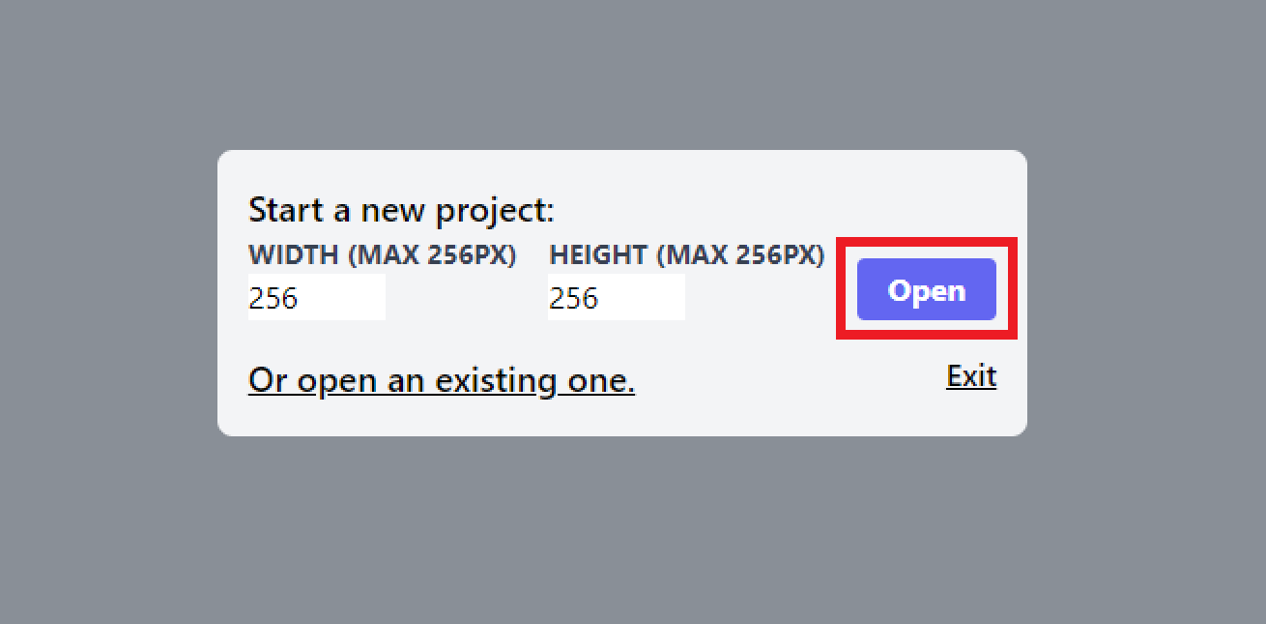 Start a new project:
WIDTH (MAX 256PX) HEIGHT (MAX 256PX)
256 256 Open
Or open an existing one. Exit